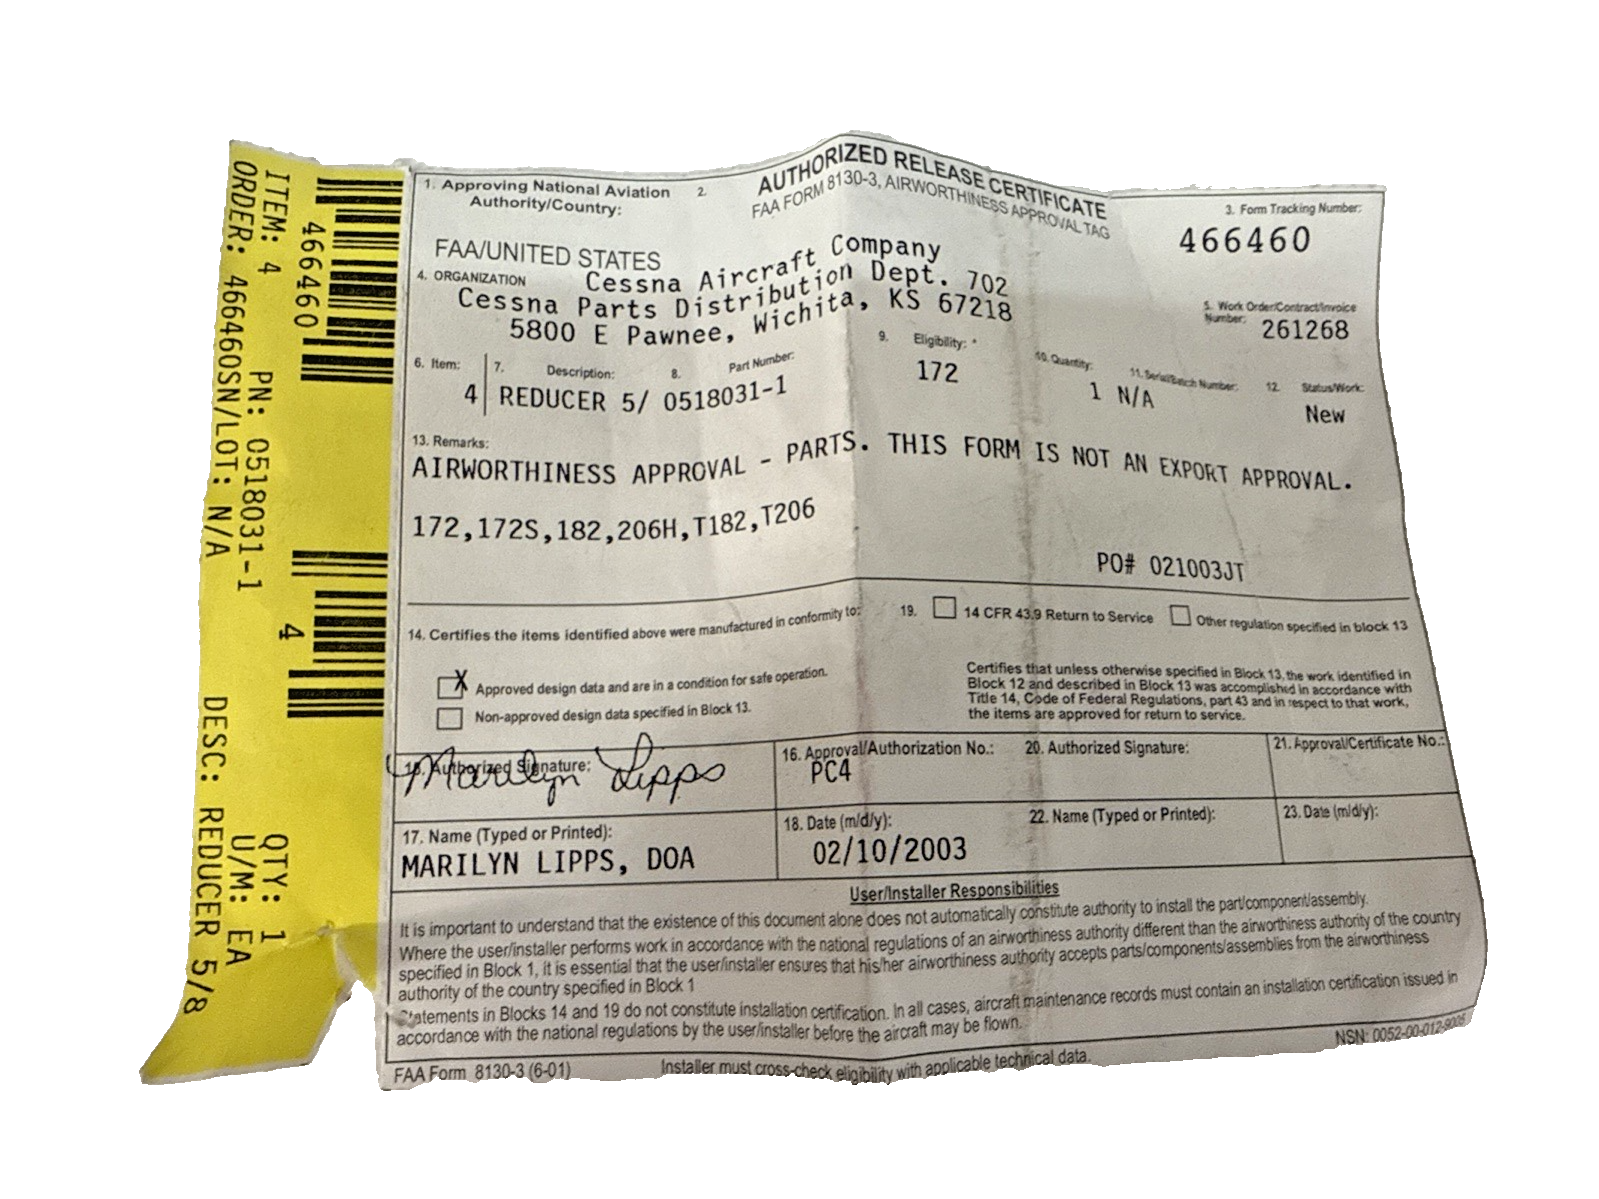 ITEM: 4 PN: 0518031-1 QTY: 1
ORDER: 466460SN/LOT: N/A U/M: EA
DESC: REDUCER 5/8
466460
4
1. Approving National Aviation
Authority/Country:
FAA/UNITED STATES
2.
AUTHORIZED RELEASE CERTIFICATE
FAA FORM 8130-3, AIRWORTHINESS APPROVAL TAG
3. Form Tracking Number:
466460
4. ORGANIZATION
Cessna Aircraft Company
Cessna Parts Distribution Dept. 702
5800 E Pawnee, Wichita, KS 67218
5. Work Order/Contract/Invoice
Number: 261268
6. Item: 7. Description: 8. Part Number: 9. Eligibility: * 10. Quantity: 11. Serial/Batch Number: 12. Status/Work:
4 REDUCER 5/ 0518031-1 172 1 N/A New
13. Remarks:
AIRWORTHINESS APPROVAL - PARTS. THIS FORM IS NOT AN EXPORT APPROVAL.
172,172S,182,206H,T182,T206
PO# 021003JT
14. Certifies the items identified above were manufactured in conformity to:
X Approved design data and are in a condition for safe operation.
Non-approved design data specified in Block 13.
19. 14 CFR 43.9 Return to Service Other regulation specified in block 13
Certifies that unless otherwise specified in Block 13, the work identified in
Block 12 and described in Block 13 was accomplished in accordance with
Title 14, Code of Federal Regulations, part 43 and in respect to that work,
the items are approved for return to service.
15. Authorized Signature:
Marilyn Lipps
16. Approval/Authorization No.:
PC4
20. Authorized Signature:
21. Approval/Certificate No.:
17. Name (Typed or Printed):
MARILYN LIPPS, DOA
18. Date (m/d/y):
02/10/2003
22. Name (Typed or Printed):
23. Date (m/d/y):
User/Installer Responsibilities
It is important to understand that the existence of this document alone does not automatically constitute authority to install the part/component/assembly.
Where the user/installer performs work in accordance with the national regulations of an airworthiness authority different than the airworthiness authority of the country
specified in Block 1, it is essential that the user/installer ensures that his/her airworthiness authority accepts parts/components/assemblies from the airworthiness
authority of the country specified in Block 1
Statements in Blocks 14 and 19 do not constitute installation certification. In all cases, aircraft maintenance records must contain an installation certification issued in
accordance with the national regulations by the user/installer before the aircraft may be flown.
FAA Form 8130-3 (6-01)
Installer must cross-check eligibility with applicable technical data.
NSN: 0052-00-012-9005